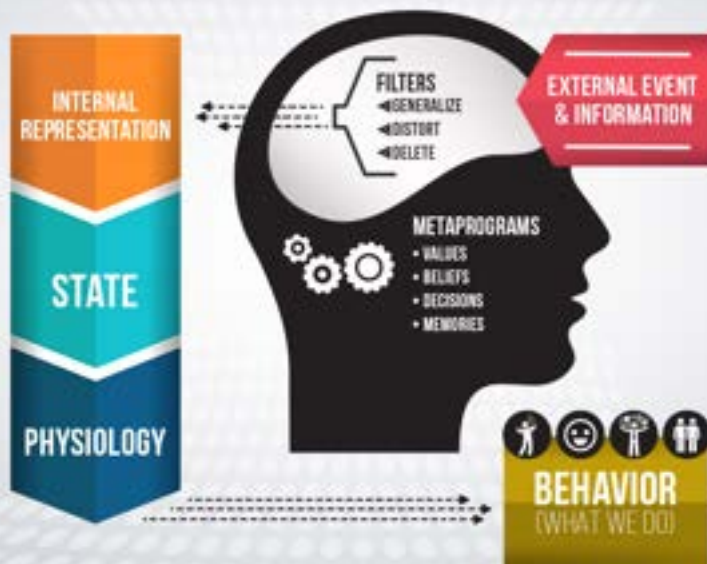 INTERNAL
REPRESENTATION
STATE
PHYSIOLOGY
FILTERS
GENERALIZE
DISTORT
DELETE
METAPROGRAMS
• VALUES
• BELIEFS
• DECISIONS
• MEMORIES
EXTERNAL EVENT
& INFORMATION
BEHAVIOR
(WHAT WE DO)